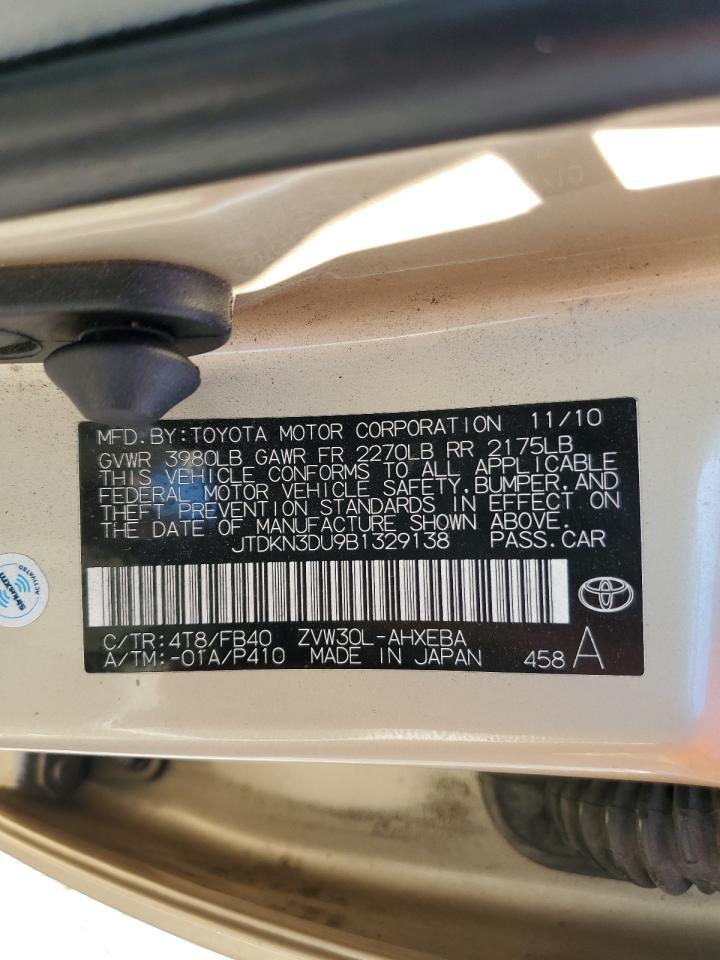 MFD.BY:TOYOTA MOTOR CORPORATION 11/10
GVWR 3980LB GAWR FR 2270LB RR 2175LB
THIS VEHICLE CONFORMS TO ALL APPLICABLE
FEDERAL MOTOR VEHICLE SAFETY,BUMPER,AND
THEFT PREVENTION STANDARDS IN EFFECT ON
THE DATE OF MANUFACTURE SHOWN ABOVE.
JTDKN3DU9B1329138 PASS.CAR
C/TR:4T8/FB40 ZVW30L-AHXEBA
A/TM:-01A/P410 MADE IN JAPAN 458 A
siriusxm
ACTIVATED